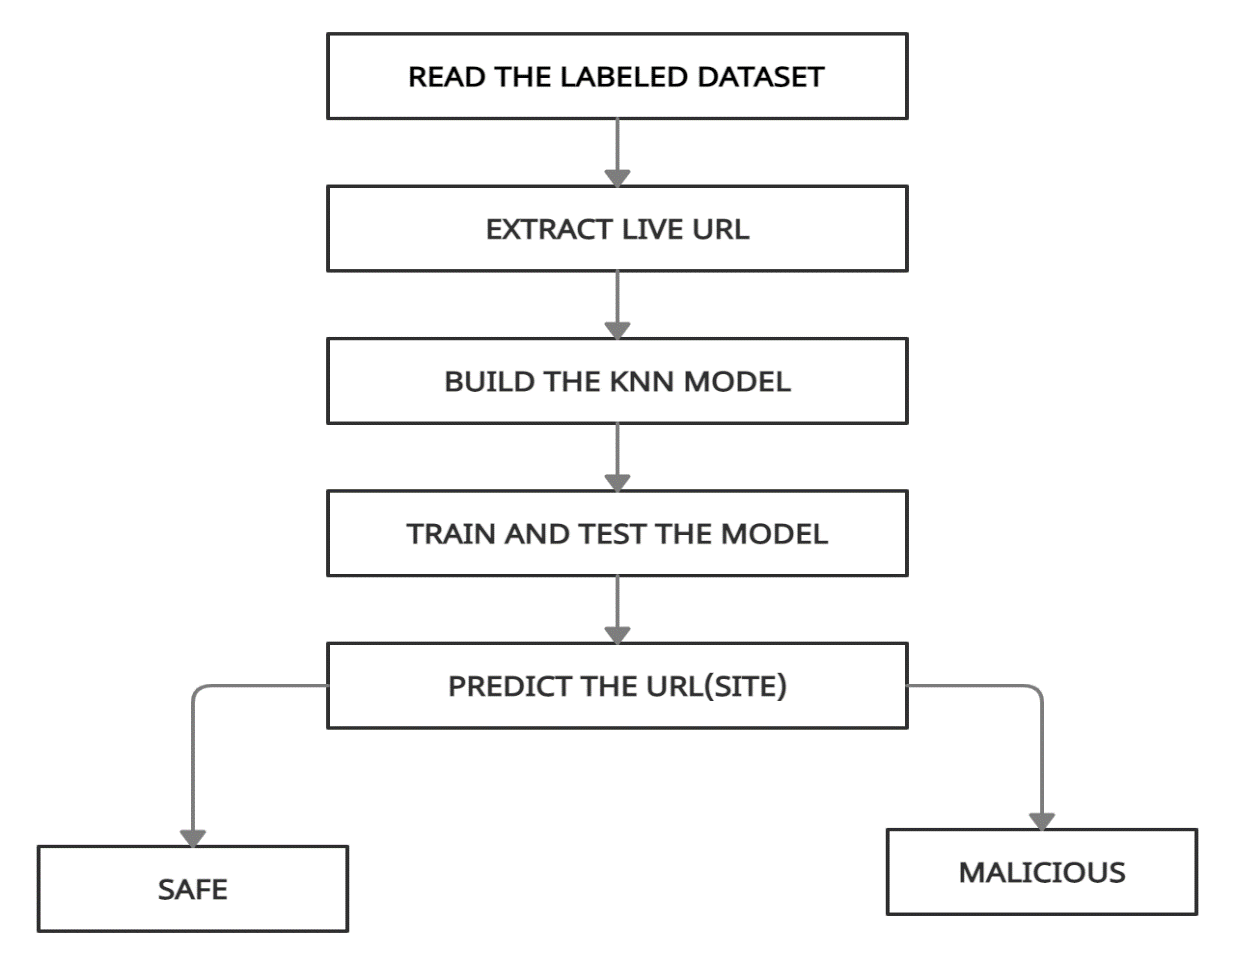 READ THE LABELED DATASET
EXTRACT LIVE URL
BUILD THE KNN MODEL
TRAIN AND TEST THE MODEL
PREDICT THE URL(SITE)
SAFE
MALICIOUS